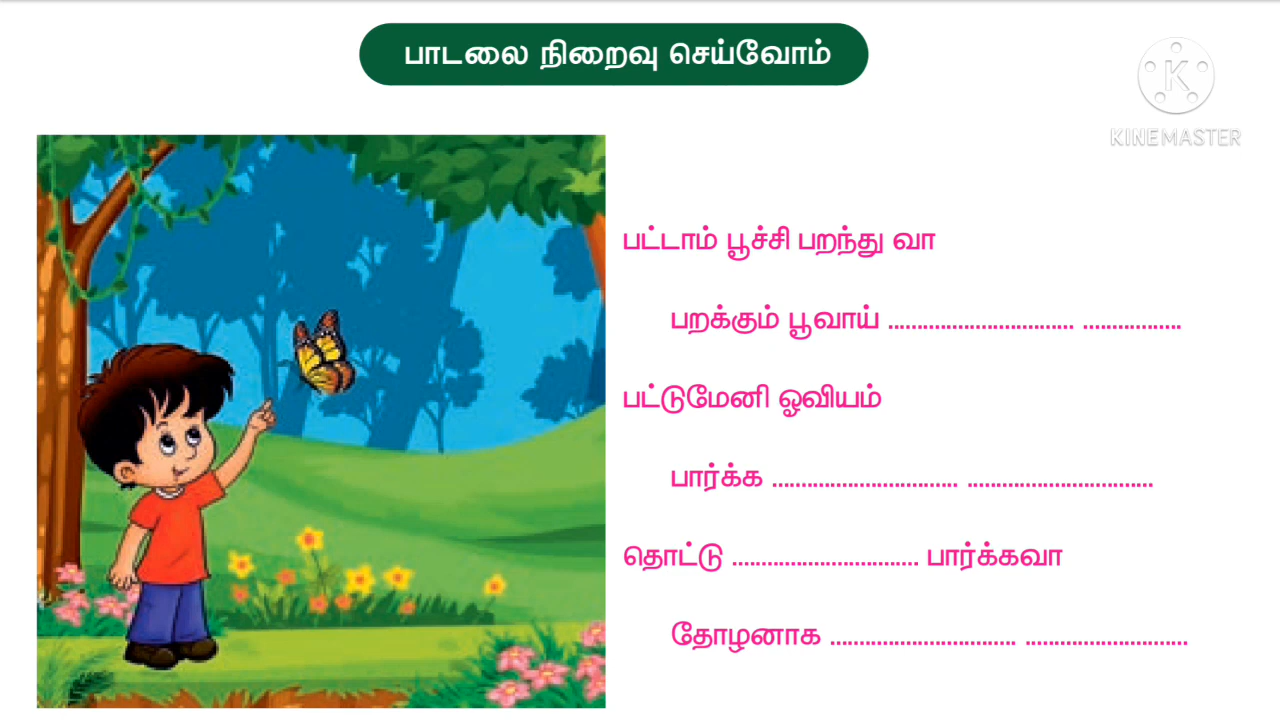 பாடலை நிறைவு செய்வோம்
K
KINEMASTER
பட்டாம் பூச்சி பறந்து வா
பறக்கும் பூவாய் ................................ .................
பட்டுமேனி ஓவியம்
பார்க்க ................................ ................................
தொட்டு ................................ பார்க்கவா
தோழனாக ................................ ............................